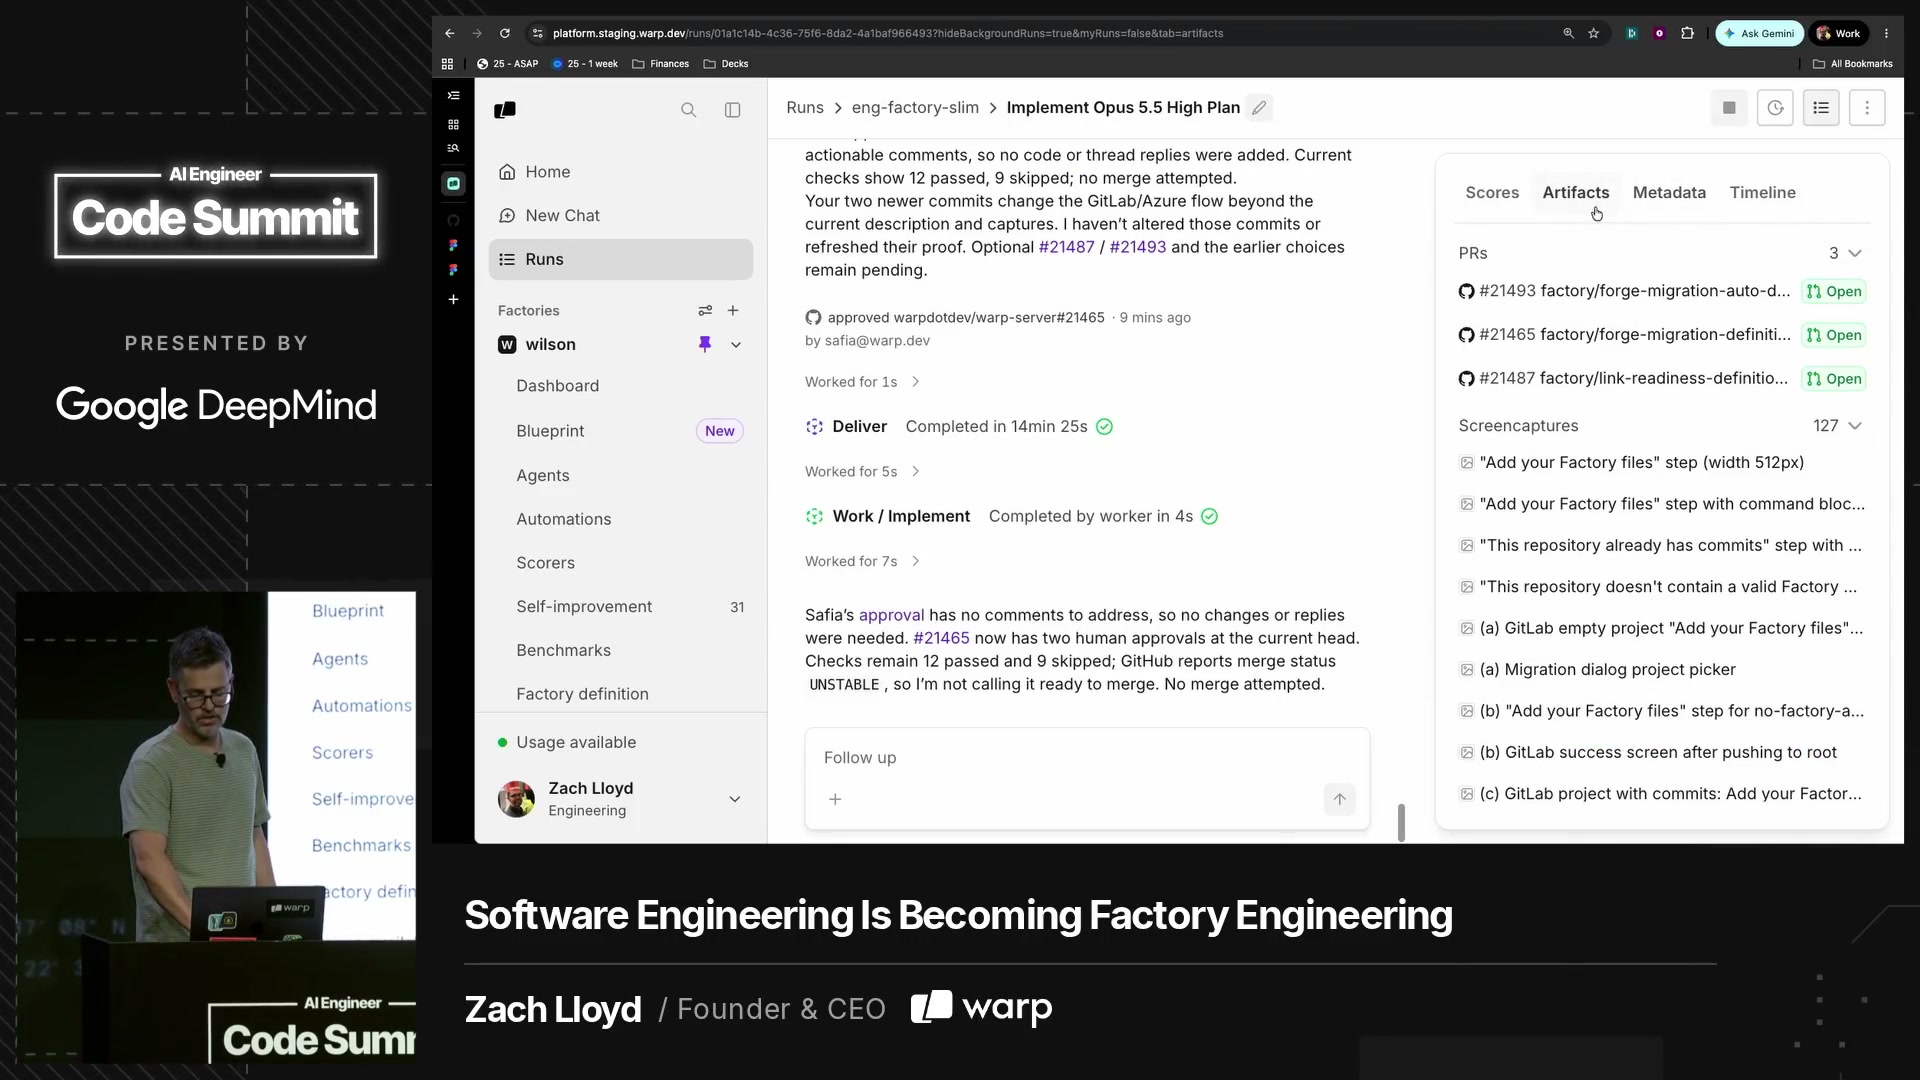 AI Engineer
Code Summit
PRESENTED BY
Google DeepMind
platform.staging.warp.dev/runs/01a1c14b-4c36-75f6-8da2-4a1baf966493?hideBackgroundRuns=true&myRuns=false&tab=artifacts
Ask Gemini
Work
25 - ASAP
25 - 1 week
Finances
Decks
All Bookmarks
Home
New Chat
Runs
Factories
W wilson
Dashboard
Blueprint New
Agents
Automations
Scorers
Self-improvement 31
Benchmarks
Factory definition
Usage available
Zach Lloyd
Engineering
Runs > eng-factory-slim > Implement Opus 5.5 High Plan
actionable comments, so no code or thread replies were added. Current
checks show 12 passed, 9 skipped; no merge attempted.
Your two newer commits change the GitLab/Azure flow beyond the
current description and captures. I haven't altered those commits or
refreshed their proof. Optional #21487 / #21493 and the earlier choices
remain pending.
approved warpdotdev/warp-server#21465 · 9 mins ago
by safia@warp.dev
Worked for 1s >
Deliver Completed in 14min 25s
Worked for 5s >
Work / Implement Completed by worker in 4s
Worked for 7s >
Safia's approval has no comments to address, so no changes or replies
were needed. #21465 now has two human approvals at the current head.
Checks remain 12 passed and 9 skipped; GitHub reports merge status
UNSTABLE , so I'm not calling it ready to merge. No merge attempted.
Follow up
Scores Artifacts Metadata Timeline
PRs 3
#21493 factory/forge-migration-auto-d... Open
#21465 factory/forge-migration-definiti... Open
#21487 factory/link-readiness-definitio... Open
Screencaptures 127
"Add your Factory files" step (width 512px)
"Add your Factory files" step with command bloc...
"This repository already has commits" step with ...
"This repository doesn't contain a valid Factory ...
(a) GitLab empty project "Add your Factory files"...
(a) Migration dialog project picker
(b) "Add your Factory files" step for no-factory-a...
(b) GitLab success screen after pushing to root
(c) GitLab project with commits: Add your Factor...
Blueprint
Agents
Automations
Scorers
Self-improve
Benchmarks
actory defin
warp
AI Engineer
Code Summ
Software Engineering Is Becoming Factory Engineering
Zach Lloyd / Founder & CEO warp